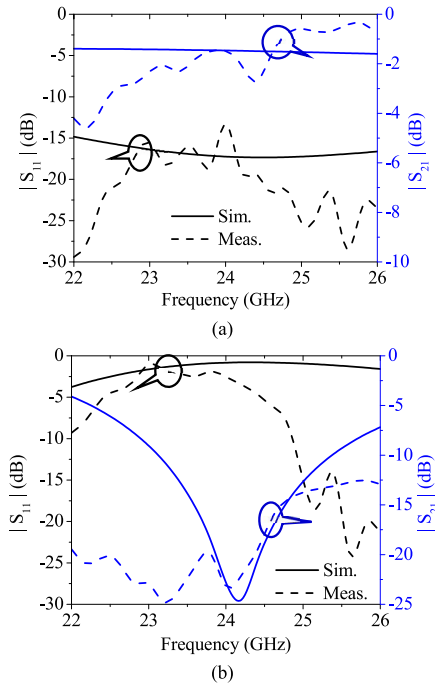 0
-5
-10
-15
-20
-25
-30
| S11 | (dB)
0
-2
-4
-6
-8
-10
| S21 | (dB)
Sim.
Meas.
22 23 24 25 26
Frequency (GHz)
(a)
0
-5
-10
-15
-20
-25
-30
| S11 | (dB)
0
-5
-10
-15
-20
-25
| S21 | (dB)
Sim.
Meas.
22 23 24 25 26
Frequency (GHz)
(b)